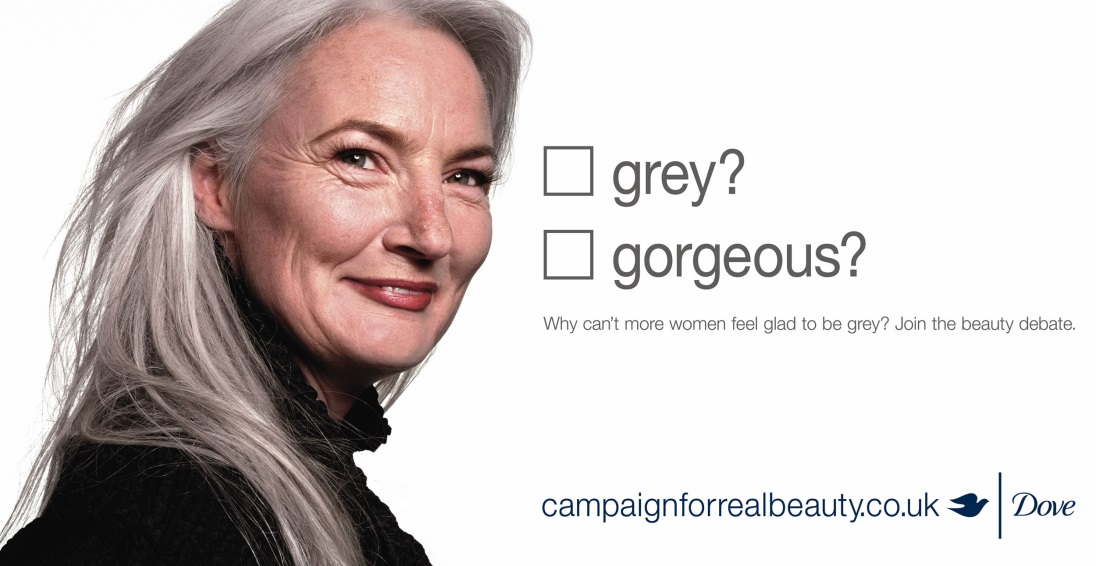 grey?
gorgeous?
Why can't more women feel glad to be grey? Join the beauty debate.
campaignforrealbeauty.co.uk
Dove